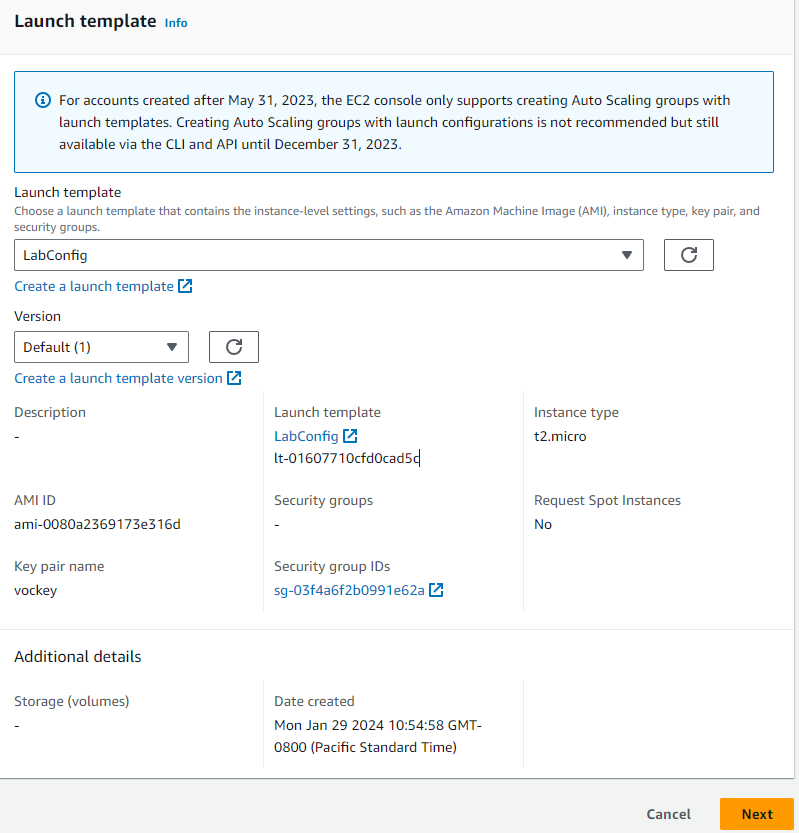 Launch template Info
For accounts created after May 31, 2023, the EC2 console only supports creating Auto Scaling groups with
launch templates. Creating Auto Scaling groups with launch configurations is not recommended but still
available via the CLI and API until December 31, 2023.
Launch template
Choose a launch template that contains the instance-level settings, such as the Amazon Machine Image (AMI), instance type, key pair, and
security groups.
LabConfig
Create a launch template
Version
Default (1)
Create a launch template version
Description
-
Launch template
LabConfig
lt-01607710cfd0cad5c
Instance type
t2.micro
AMI ID
ami-0080a2369173e316d
Security groups
-
Request Spot Instances
No
Key pair name
vockey
Security group IDs
sg-03f4a6f2b0991e62a
Additional details
Storage (volumes)
-
Date created
Mon Jan 29 2024 10:54:58 GMT-
0800 (Pacific Standard Time)
Cancel
Next